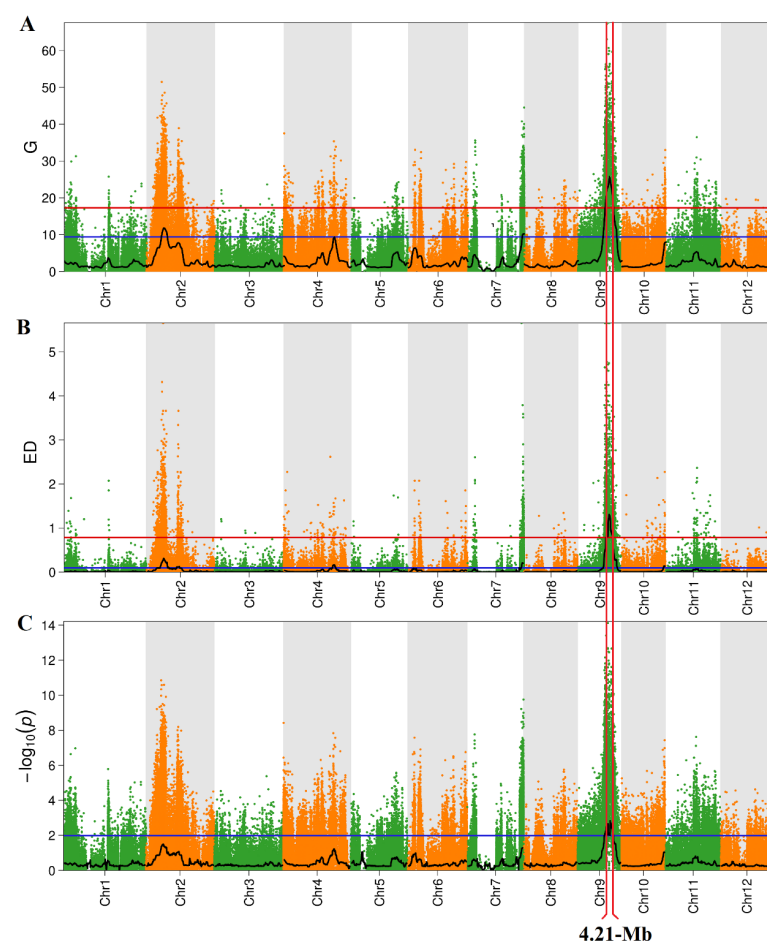 A
60
50
40
30
20
10
0
G
Chr1
Chr2
Chr3
Chr4
Chr5
Chr6
Chr7
Chr8
Chr9
Chr10
Chr11
Chr12
B
5
4
3
2
1
0
ED
Chr1
Chr2
Chr3
Chr4
Chr5
Chr6
Chr7
Chr8
Chr9
Chr10
Chr11
Chr12
C
14
12
10
8
6
4
2
0
−log₁₀(p)
Chr1
Chr2
Chr3
Chr4
Chr5
Chr6
Chr7
Chr8
Chr9
Chr10
Chr11
Chr12
4.21-Mb